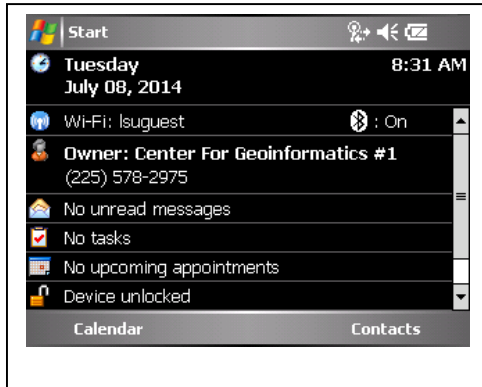 Start
Tuesday 8:31 AM
July 08, 2014
Wi-Fi: lsuguest : On
Owner: Center For Geoinformatics #1
(225) 578-2975
No unread messages
No tasks
No upcoming appointments
Device unlocked
Calendar Contacts